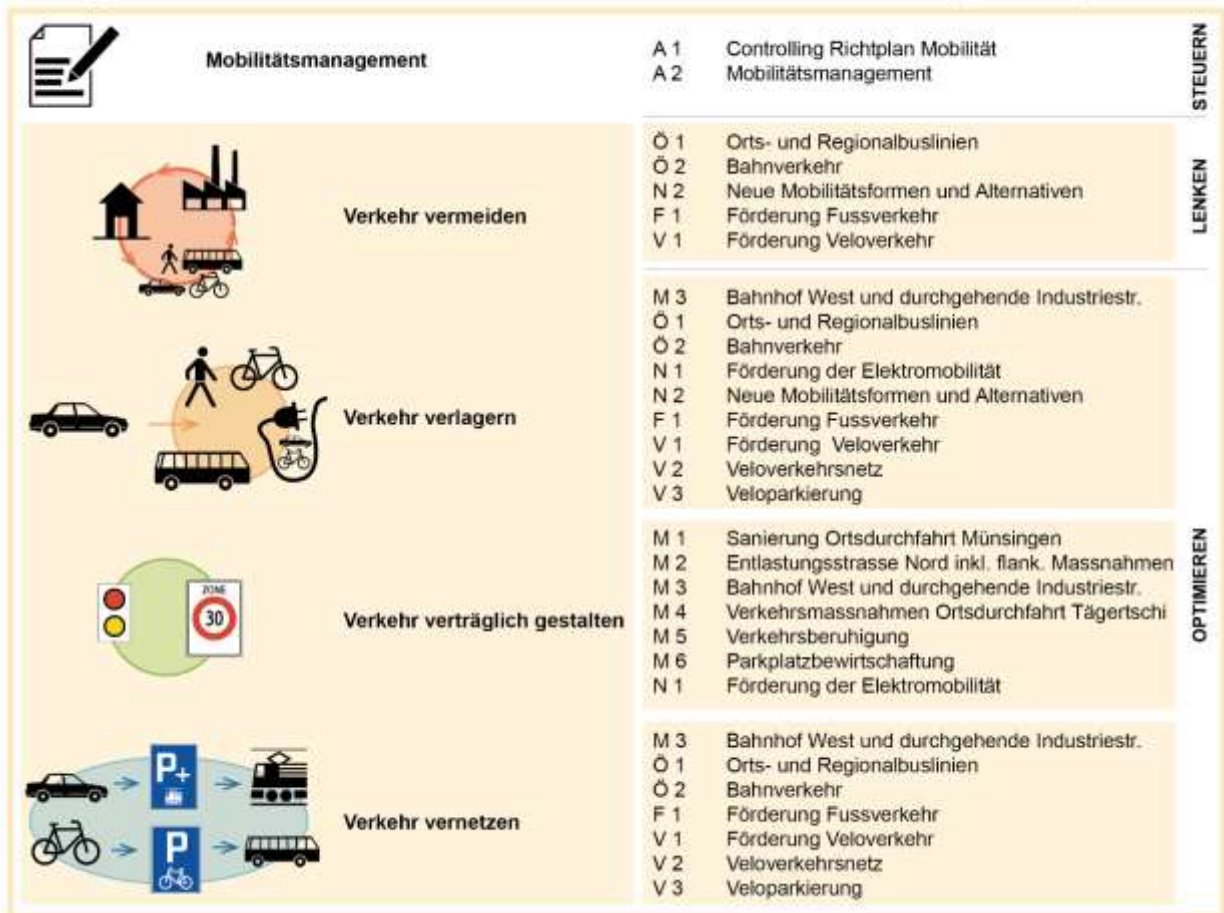 Mobilitätsmanagement
A 1 Controlling Richtplan Mobilität
A 2 Mobilitätsmanagement
STEUERN
Verkehr vermeiden
Ö 1 Orts- und Regionalbuslinien
Ö 2 Bahnverkehr
N 2 Neue Mobilitätsformen und Alternativen
F 1 Förderung Fussverkehr
V 1 Förderung Veloverkehr
LENKEN
Verkehr verlagern
M 3 Bahnhof West und durchgehende Industriestr.
Ö 1 Orts- und Regionalbuslinien
Ö 2 Bahnverkehr
N 1 Förderung der Elektromobilität
N 2 Neue Mobilitätsformen und Alternativen
F 1 Förderung Fussverkehr
V 1 Förderung Veloverkehr
V 2 Veloverkehrsnetz
V 3 Veloparkierung
ZONE
30
Verkehr verträglich gestalten
M 1 Sanierung Ortsdurchfahrt Münsingen
M 2 Entlastungsstrasse Nord inkl. flank. Massnahmen
M 3 Bahnhof West und durchgehende Industriestr.
M 4 Verkehrsmassnahmen Ortsdurchfahrt Tägertschi
M 5 Verkehrsberuhigung
M 6 Parkplatzbewirtschaftung
N 1 Förderung der Elektromobilität
OPTIMIEREN
P+
P
Verkehr vernetzen
M 3 Bahnhof West und durchgehende Industriestr.
Ö 1 Orts- und Regionalbuslinien
Ö 2 Bahnverkehr
F 1 Förderung Fussverkehr
V 1 Förderung Veloverkehr
V 2 Veloverkehrsnetz
V 3 Veloparkierung